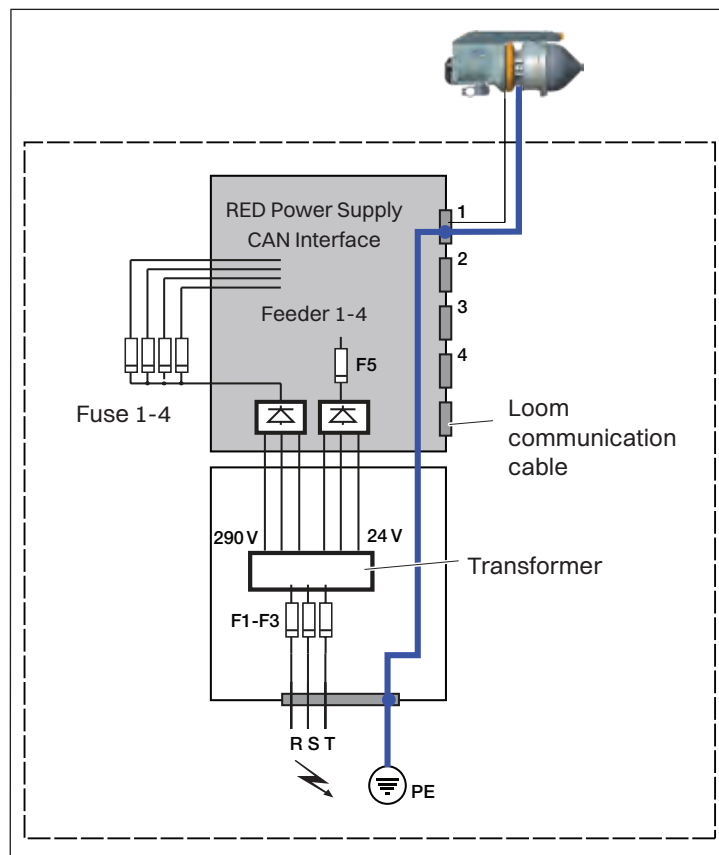 RED Power Supply
CAN Interface
1
2
3
4
Feeder 1-4
F5
Fuse 1-4
Loom
communication
cable
290 V
24 V
Transformer
F1-F3
R S T
PE